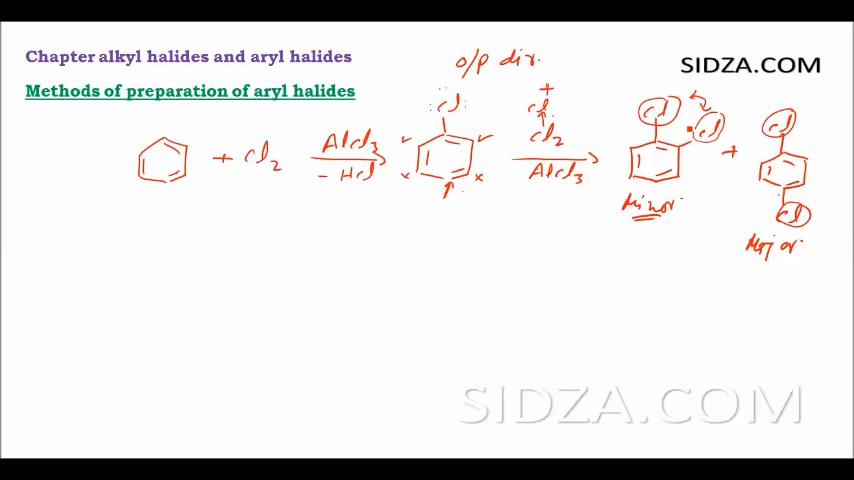 Chapter alkyl halides and aryl halides
o/p dir.
SIDZA.COM
Methods of preparation of aryl halides
+ Cl2 AlCl3 - HCl
Cl
Cl+
Cl2 AlCl3
Cl Cl + Cl Cl
Minor
Major
SIDZA.COM